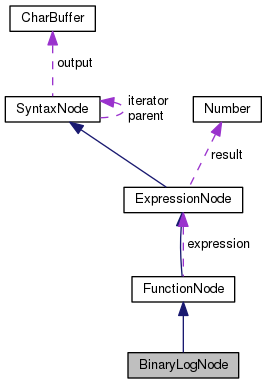 CharBuffer
output
SyntaxNode
iterator
parent
Number
result
ExpressionNode
expression
FunctionNode
BinaryLogNode